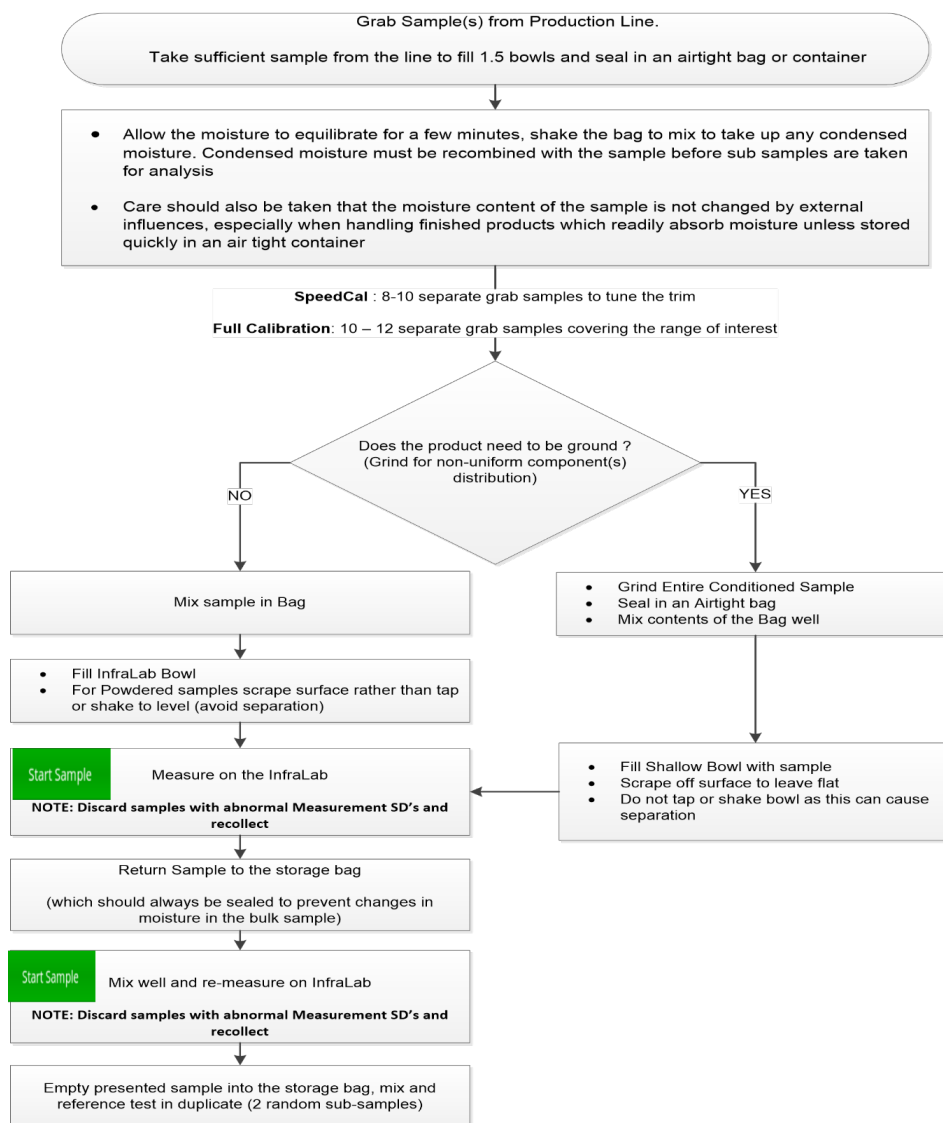 Grab Sample(s) from Production Line.
Take sufficient sample from the line to fill 1.5 bowls and seal in an airtight bag or container
• Allow the moisture to equilibrate for a few minutes, shake the bag to mix to take up any condensed
moisture. Condensed moisture must be recombined with the sample before sub samples are taken
for analysis
• Care should also be taken that the moisture content of the sample is not changed by external
influences, especially when handling finished products which readily absorb moisture unless stored
quickly in an air tight container
SpeedCal : 8-10 separate grab samples to tune the trim
Full Calibration: 10 – 12 separate grab samples covering the range of interest
Does the product need to be ground ?
(Grind for non-uniform component(s)
distribution)
NO
YES
Mix sample in Bag
• Grind Entire Conditioned Sample
• Seal in an Airtight bag
• Mix contents of the Bag well
• Fill InfraLab Bowl
• For Powdered samples scrape surface rather than tap
or shake to level (avoid separation)
Start Sample
Measure on the InfraLab
NOTE: Discard samples with abnormal Measurement SD's and
recollect
• Fill Shallow Bowl with sample
• Scrape off surface to leave flat
• Do not tap or shake bowl as this can cause
separation
Return Sample to the storage bag
(which should always be sealed to prevent changes in
moisture in the bulk sample)
Start Sample
Mix well and re-measure on InfraLab
NOTE: Discard samples with abnormal Measurement SD's and
recollect
Empty presented sample into the storage bag, mix and
reference test in duplicate (2 random sub-samples)